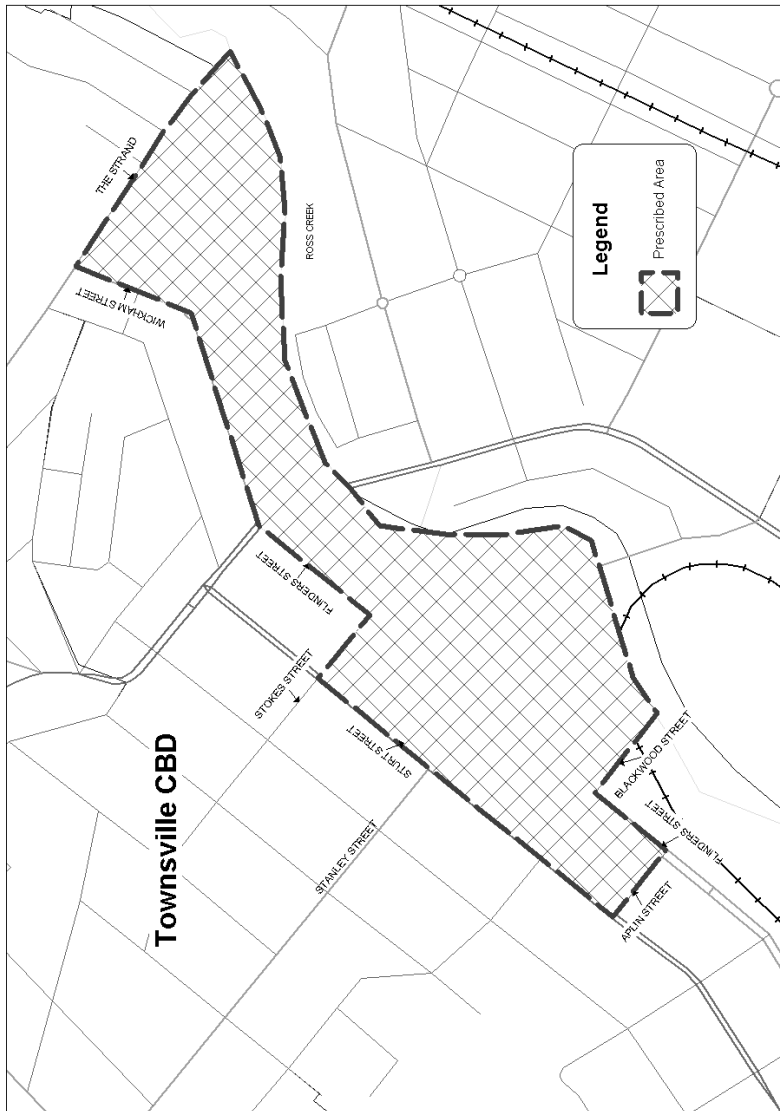 Townsville CBD
THE STRAND
WICKHAM STREET
ROSS CREEK
FLINDERS STREET
STOKES STREET
STURT STREET
STANLEY STREET
BLACKWOOD STREET
FLINDERS STREET
APLIN STREET
Legend
Prescribed Area